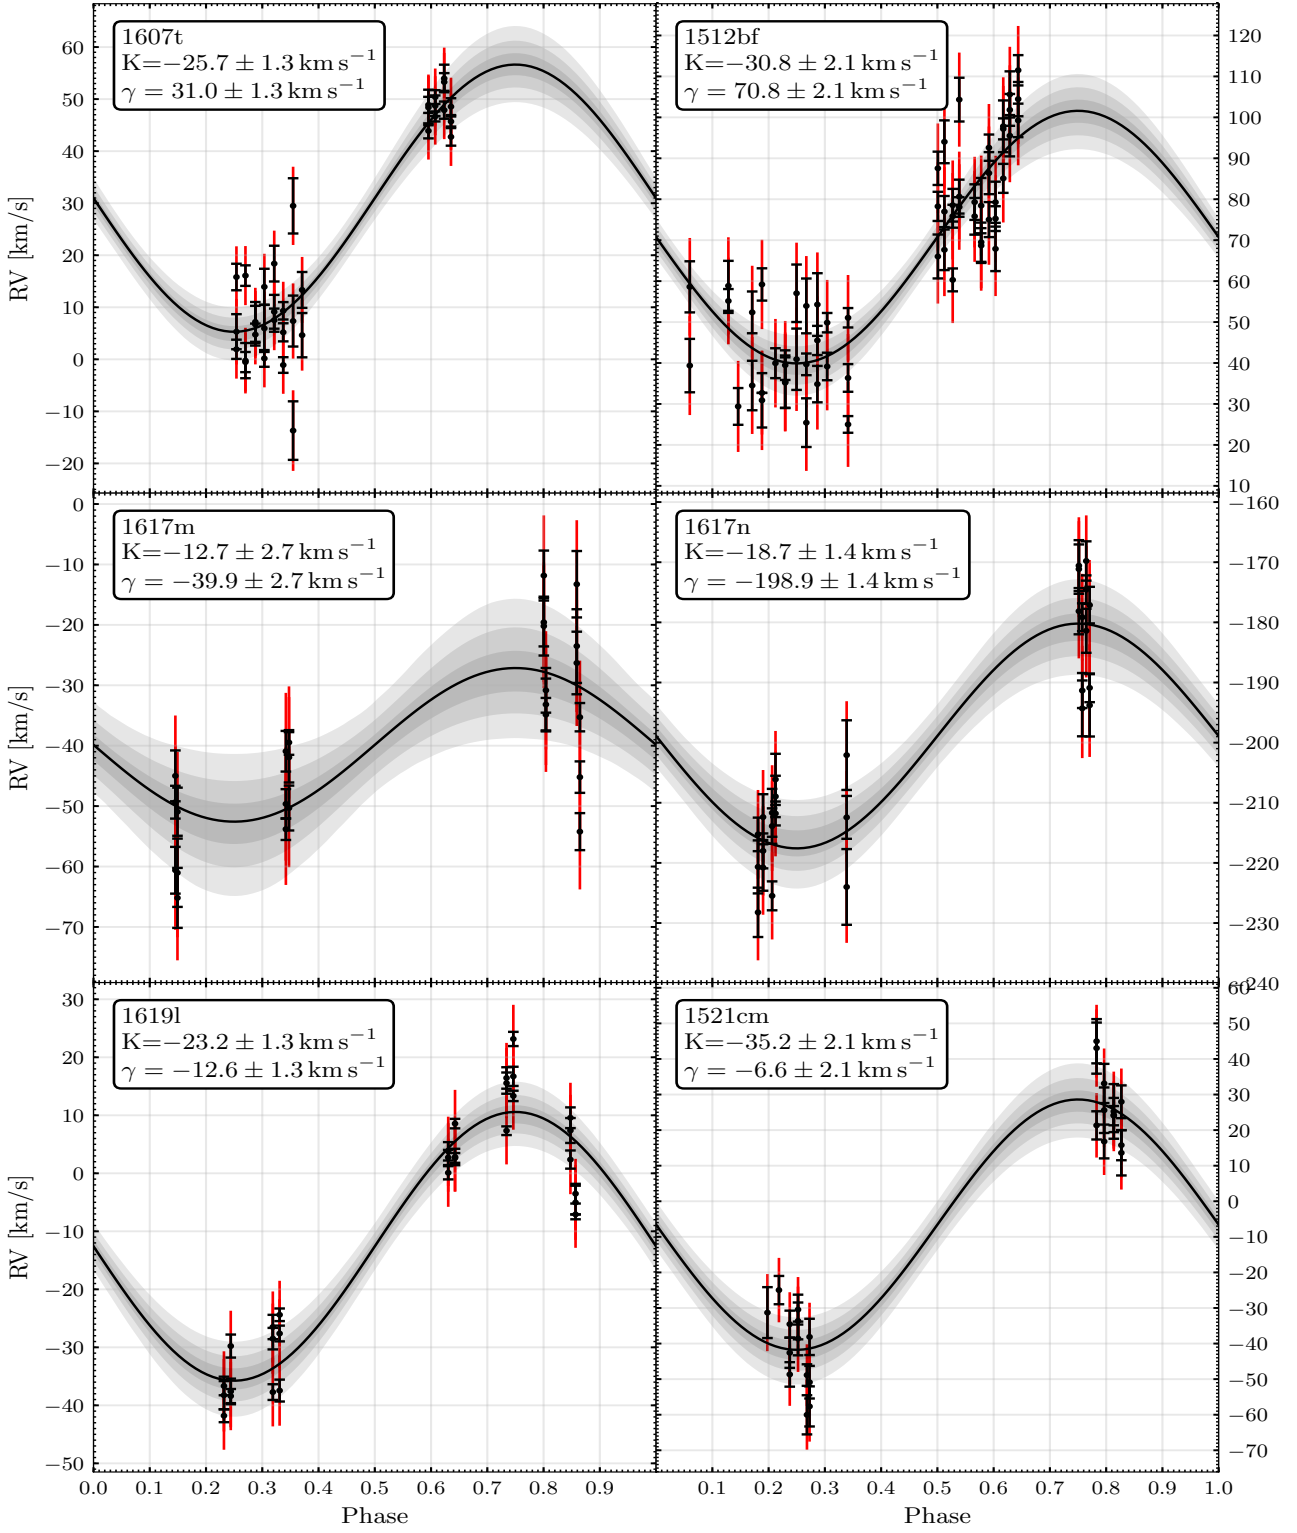 1607t
K=−25.7 ± 1.3 km s⁻¹
γ = 31.0 ± 1.3 km s⁻¹
60
50
40
30
20
10
0
−10
−20
RV [km/s]
1512bf
K=−30.8 ± 2.1 km s⁻¹
γ = 70.8 ± 2.1 km s⁻¹
120
110
100
90
80
70
60
50
40
30
20
10
1617m
K=−12.7 ± 2.7 km s⁻¹
γ = −39.9 ± 2.7 km s⁻¹
−0
−10
−20
−30
−40
−50
−60
−70
RV [km/s]
1617n
K=−18.7 ± 1.4 km s⁻¹
γ = −198.9 ± 1.4 km s⁻¹
−160
−170
−180
−190
−200
−210
−220
−230
−240
1619l
K=−23.2 ± 1.3 km s⁻¹
γ = −12.6 ± 1.3 km s⁻¹
30
20
10
0
−10
−20
−30
−40
−50
RV [km/s]
0.0 0.1 0.2 0.3 0.4 0.5 0.6 0.7 0.8 0.9
Phase
1521cm
K=−35.2 ± 2.1 km s⁻¹
γ = −6.6 ± 2.1 km s⁻¹
60
50
40
30
20
10
0
−10
−20
−30
−40
−50
−60
−70
0.1 0.2 0.3 0.4 0.5 0.6 0.7 0.8 0.9 1.0
Phase